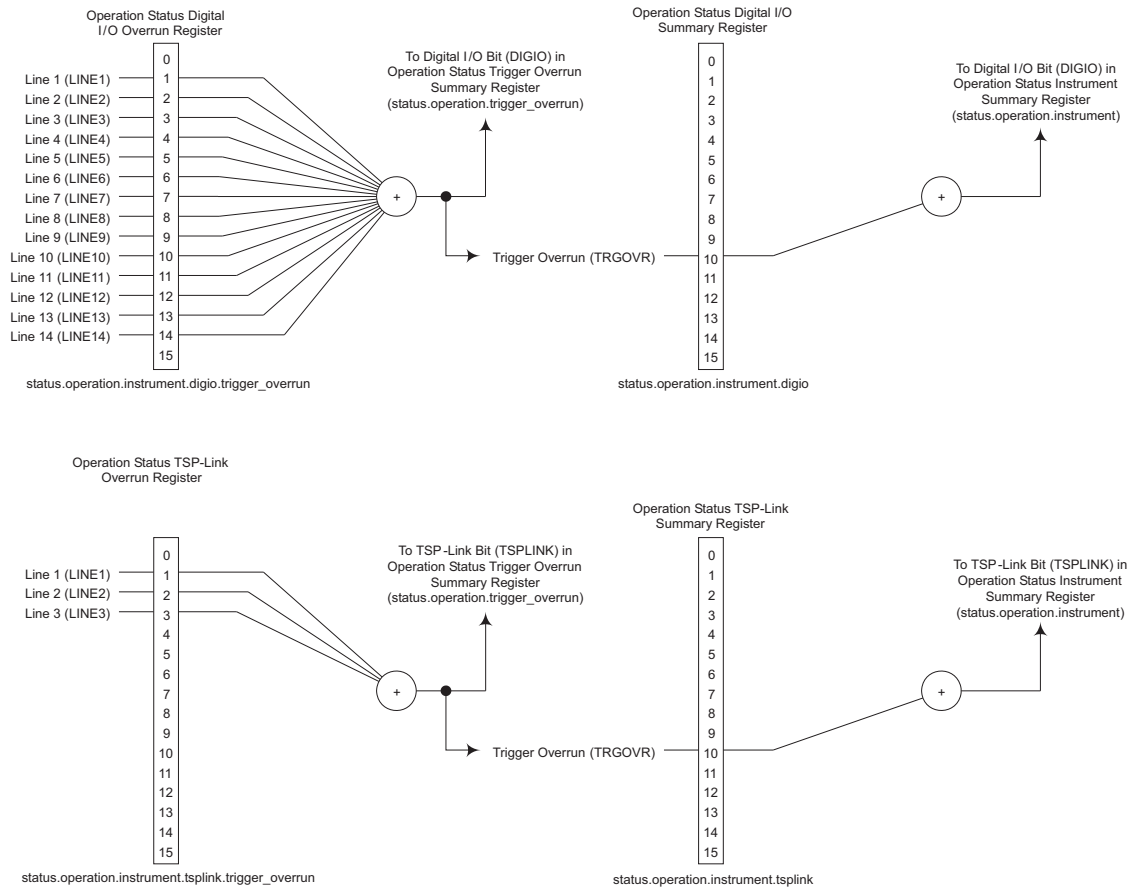 Operation Status Digital
I/O Overrun Register
0
Line 1 (LINE1) 1
Line 2 (LINE2) 2
Line 3 (LINE3) 3
Line 4 (LINE4) 4
Line 5 (LINE5) 5
Line 6 (LINE6) 6
Line 7 (LINE7) 7
Line 8 (LINE8) 8
Line 9 (LINE9) 9
Line 10 (LINE10) 10
Line 11 (LINE11) 11
Line 12 (LINE12) 12
Line 13 (LINE13) 13
Line 14 (LINE14) 14
15
status.operation.instrument.digio.trigger_overrun
To Digital I/O Bit (DIGIO) in
Operation Status Trigger Overrun
Summary Register
(status.operation.trigger_overrun)
+
Trigger Overrun (TRGOVR)
Operation Status Digital I/O
Summary Register
0
1
2
3
4
5
6
7
8
9
10
11
12
13
14
15
status.operation.instrument.digio
To Digital I/O Bit (DIGIO) in
Operation Status Instrument
Summary Register
(status.operation.instrument)
+
Operation Status TSP-Link
Overrun Register
0
Line 1 (LINE1) 1
Line 2 (LINE2) 2
Line 3 (LINE3) 3
4
5
6
7
8
9
10
11
12
13
14
15
status.operation.instrument.tsplink.trigger_overrun
To TSP-Link Bit (TSPLINK) in
Operation Status Trigger Overrun
Summary Register
(status.operation.trigger_overrun)
+
Trigger Overrun (TRGOVR)
Operation Status TSP-Link
Summary Register
0
1
2
3
4
5
6
7
8
9
10
11
12
13
14
15
status.operation.instrument.tsplink
To TSP-Link Bit (TSPLINK) in
Operation Status Instrument
Summary Register
(status.operation.instrument)
+